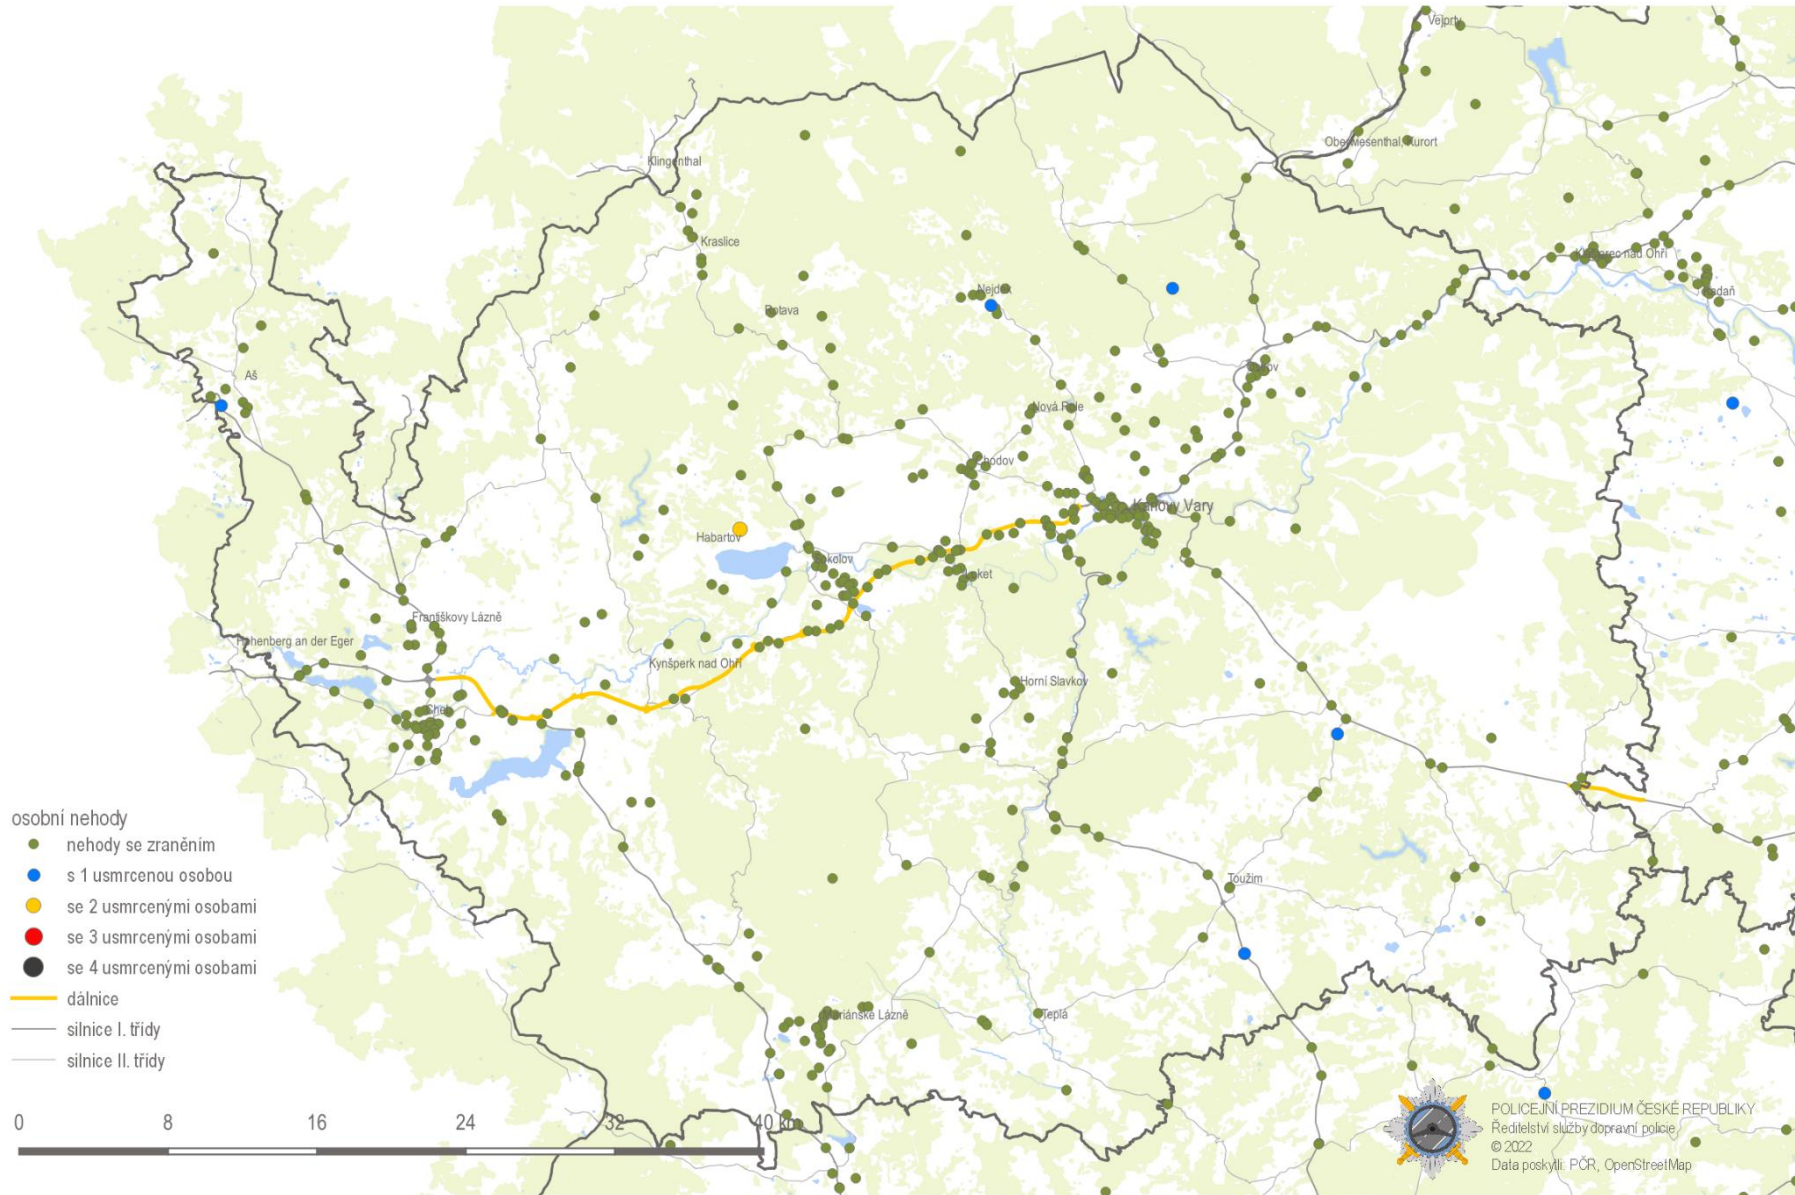 Vejprty
Klingenthal
Oberwiesenthal, Kurort
Kraslice
Klášterec nad Ohří
Kadaň
Nejdek
Rotava
Ostrov
Aš
Nová Role
Chodov
Karlovy Vary
Habartov
Sokolov
Loket
Františkovy Lázně
Hohenberg an der Eger
Kynšperk nad Ohří
Horní Slavkov
Cheb
Toužim
Mariánské Lázně
Teplá
osobní nehody
nehody se zraněním
s 1 usmrcenou osobou
se 2 usmrcenými osobami
se 3 usmrcenými osobami
se 4 usmrcenými osobami
dálnice
silnice I. třídy
silnice II. třídy
0 8 16 24 32 40 km
POLICEJNÍ PREZIDIUM ČESKÉ REPUBLIKY
Ředitelství služby dopravní policie
© 2022
Data poskytli: PČR, OpenStreetMap